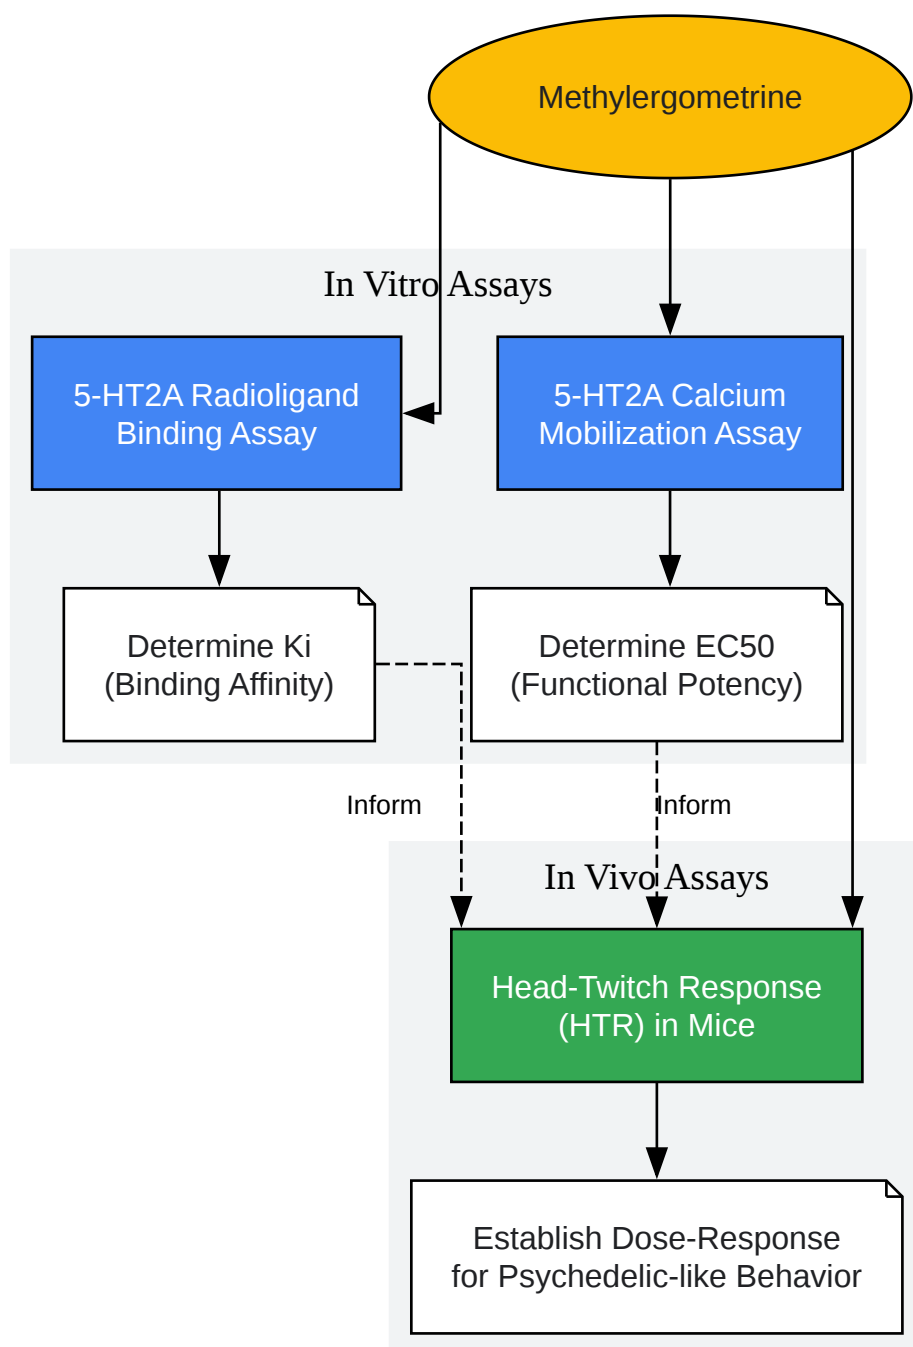 Methylergometrine
In Vitro Assays
5-HT2A Radioligand
Binding Assay
5-HT2A Calcium
Mobilization Assay
Determine Ki
(Binding Affinity)
Determine EC50
(Functional Potency)
Inform
Inform
In Vivo Assays
Head-Twitch Response
(HTR) in Mice
Establish Dose-Response
for Psychedelic-like Behavior